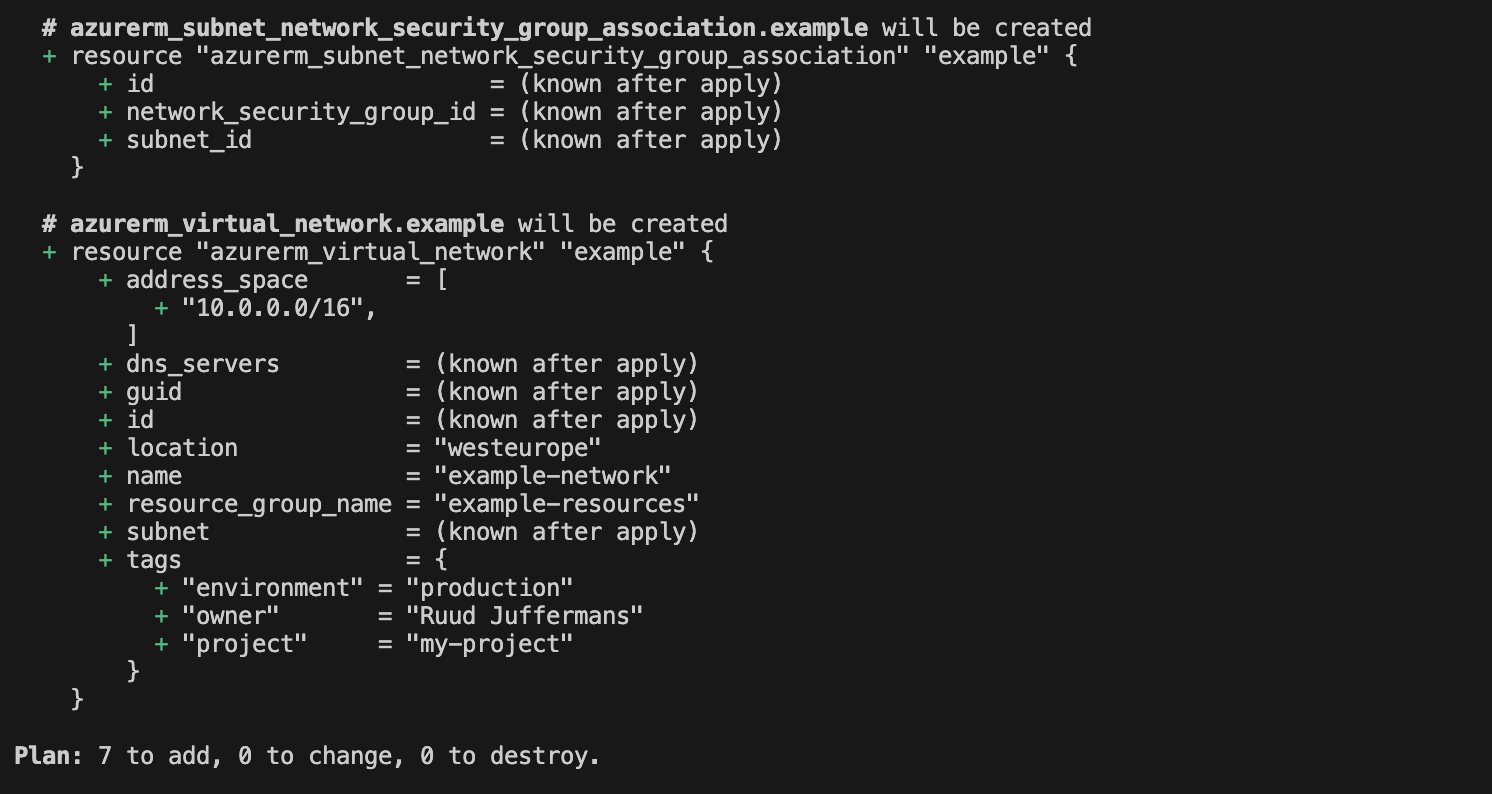 # azurerm_subnet_network_security_group_association.example will be created
+ resource "azurerm_subnet_network_security_group_association" "example" {
+ id = (known after apply)
+ network_security_group_id = (known after apply)
+ subnet_id = (known after apply)
}
# azurerm_virtual_network.example will be created
+ resource "azurerm_virtual_network" "example" {
+ address_space = [
+ "10.0.0.0/16",
]
+ dns_servers = (known after apply)
+ guid = (known after apply)
+ id = (known after apply)
+ location = "westeurope"
+ name = "example-network"
+ resource_group_name = "example-resources"
+ subnet = (known after apply)
+ tags = {
+ "environment" = "production"
+ "owner" = "Ruud Juffermans"
+ "project" = "my-project"
}
}
Plan: 7 to add, 0 to change, 0 to destroy.